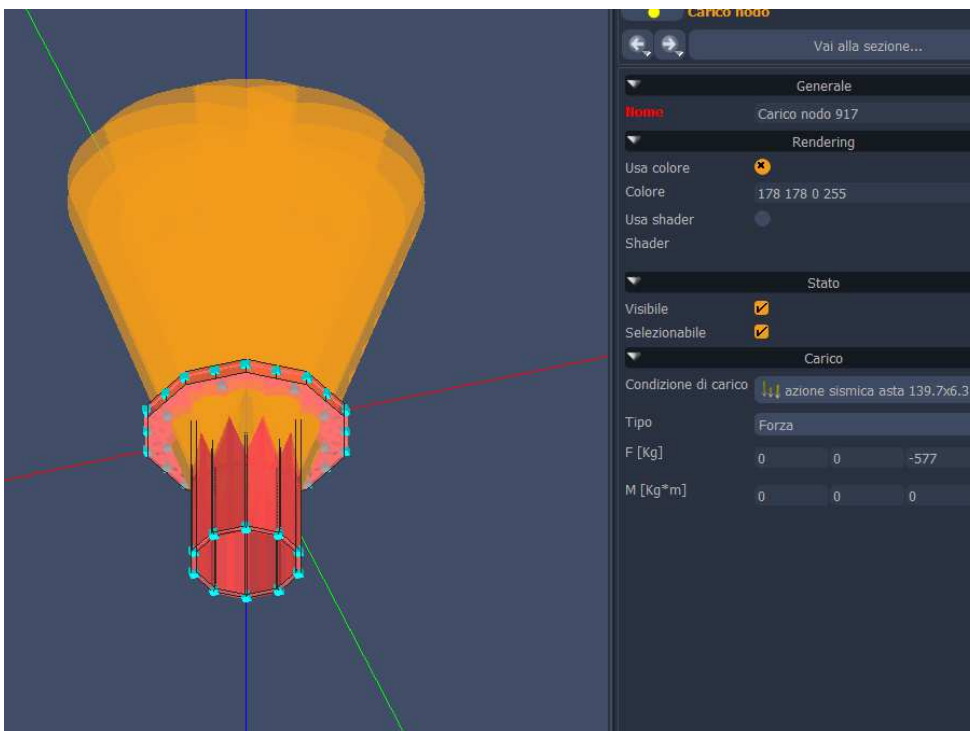 Carico nodo
Vai alla sezione...
Generale
Nome Carico nodo 917
Rendering
Usa colore
Colore 178 178 0 255
Usa shader
Shader
Stato
Visibile
Selezionabile
Carico
Condizione di carico azione sismica asta 139.7x6.3
Tipo Forza
F [Kg] 0 0 -577
M [Kg*m] 0 0 0